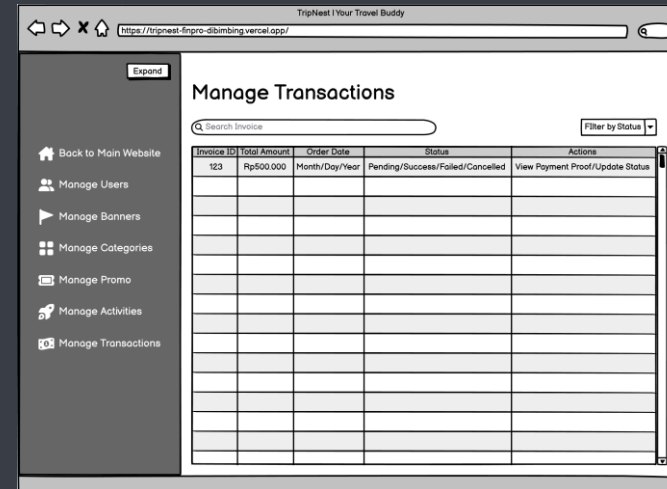 TripNest | Your Travel Buddy
https://tripnest-finpro-dibimbing.vercel.app/
Expand
Back to Main Website
Manage Users
Manage Banners
Manage Categories
Manage Promo
Manage Activities
Manage Transactions
Manage Transactions
Search Invoice
Filter by Status
Invoice ID Total Amount Order Date Status Actions
123 Rp500.000 Month/Day/Year Pending/Success/Failed/Cancelled View Payment Proof/Update Status